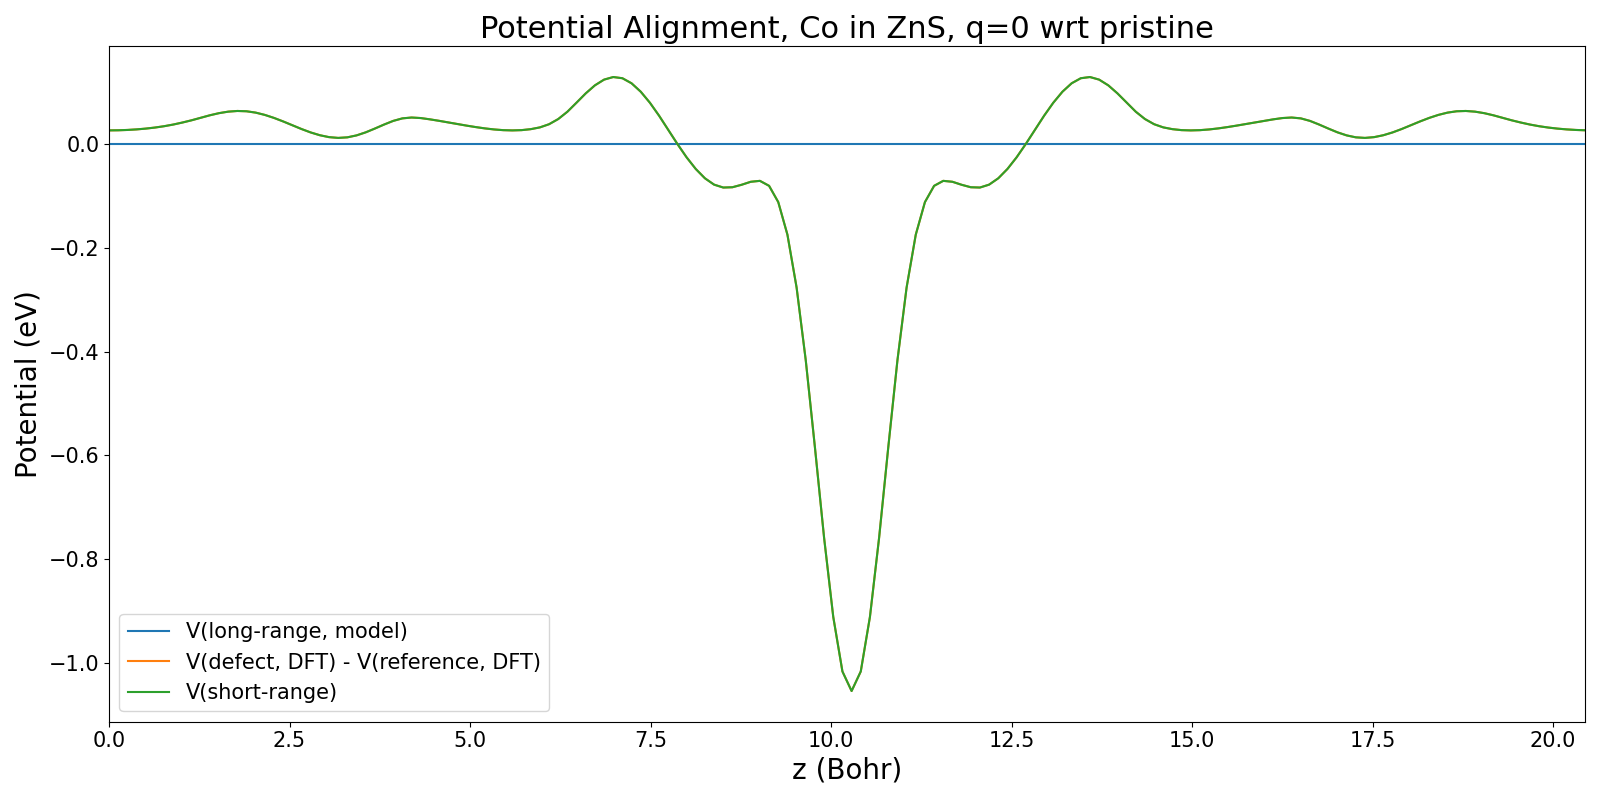 Potential Alignment, Co in ZnS, q=0 wrt pristine
Potential (eV)
0.0
−0.2
−0.4
−0.6
−0.8
−1.0
V(long-range, model)
V(defect, DFT) - V(reference, DFT)
V(short-range)
0.0 2.5 5.0 7.5 10.0 12.5 15.0 17.5 20.0
z (Bohr)